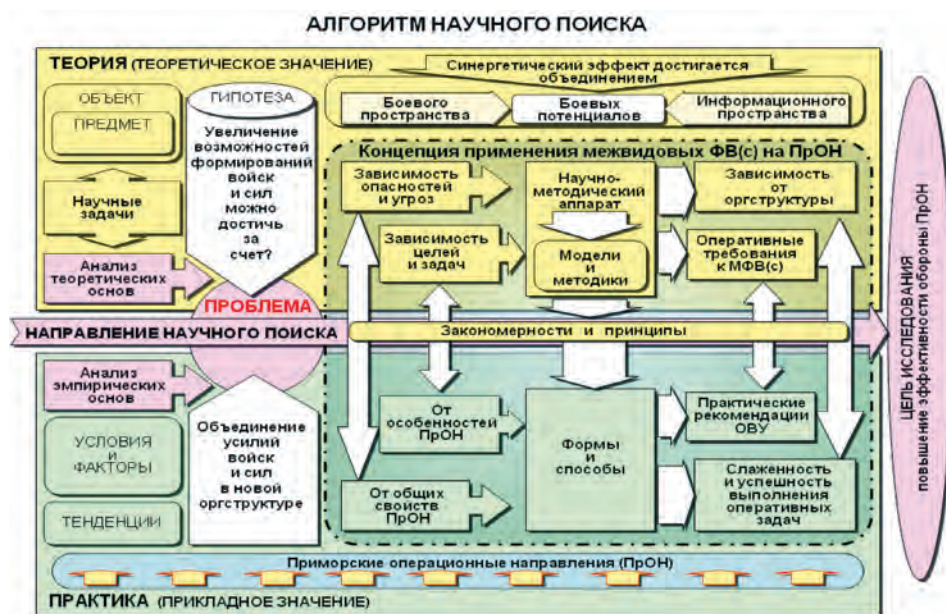 АЛГОРИТМ НАУЧНОГО ПОИСКА
ТЕОРИЯ (ТЕОРЕТИЧЕСКОЕ ЗНАЧЕНИЕ)
ОБЪЕКТ
ПРЕДМЕТ
Научные
задачи
Анализ
теоретических
основ
ГИПОТЕЗА
Увеличение
возможностей
формирований
войск
и сил
можно
достичь
за
счет?
Синергетический эффект достигается
объединением
Боевого
пространства
Боевых
потенциалов
Информационного
пространства
Концепция применения межвидовых ФВ(с) на ПрОН
Зависимость
опасностей
и угроз
Научно-
методический
аппарат
Зависимость
от
оргструктуры
Зависимость
целей и задач
Модели
и
методики
Оперативные
требования
к МФВ(с)
ПРОБЛЕМА
НАПРАВЛЕНИЕ НАУЧНОГО ПОИСКА
Закономерности и принципы
Анализ
эмпирических
основ
УСЛОВИЯ
и
ФАКТОРЫ
ТЕНДЕНЦИИ
Объединение
усилий
войск
и сил
в новой
оргструктуре
От
особенностей
ПрОН
От общих
свойств
ПрОН
Формы
и
способы
Практические
рекомендации
ОВУ
Слаженность
и успешность
выполнения
оперативных
задач
Приморские операционные направления (ПрОН)
ПРАКТИКА (ПРИКЛАДНОЕ ЗНАЧЕНИЕ)
ЦЕЛЬ ИССЛЕДОВАНИЯ
повышение эффективности обороны ПрОН